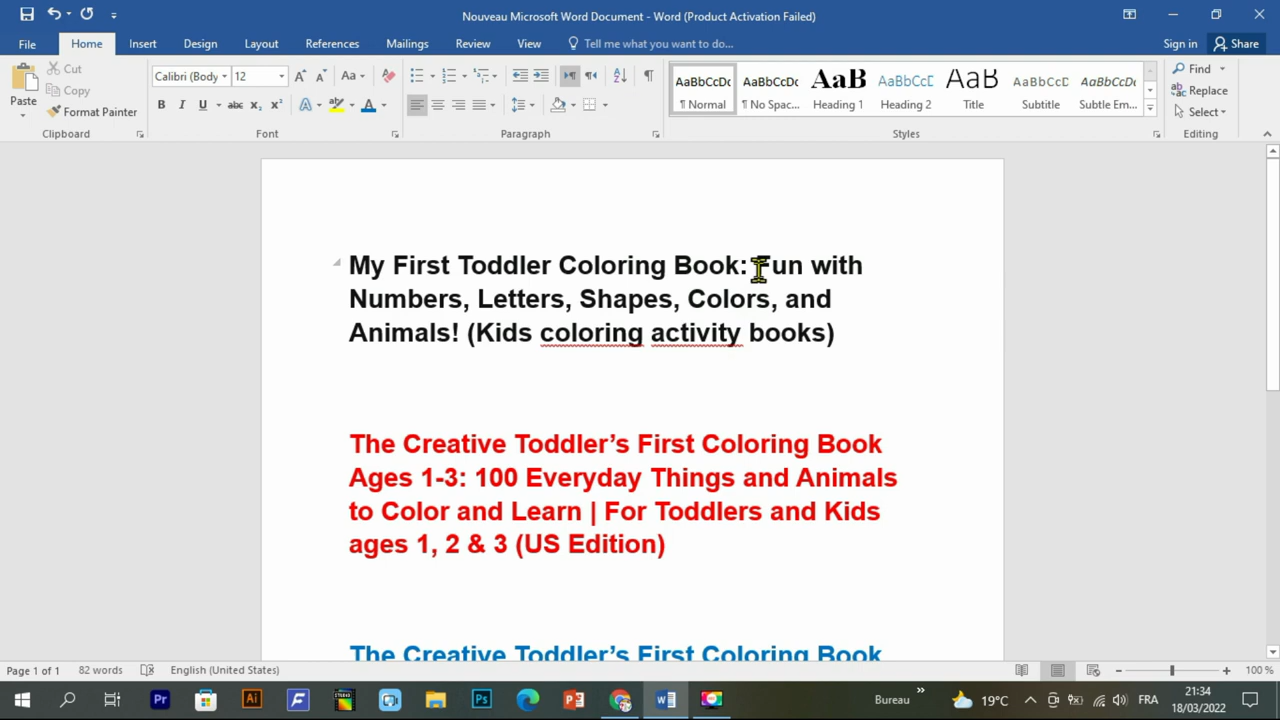 Nouveau Microsoft Word Document - Word (Product Activation Failed)
File Home Insert Design Layout References Mailings Review View Tell me what you want to do... Sign in Share
Paste Cut Copy Format Painter
Calibri (Body 12
AaBbCcDc AaBbCcDc AaB AaBbCcD AaB AaBbCcD AaBbCcDc
¶ Normal ¶ No Spac... Heading 1 Heading 2 Title Subtitle Subtle Em...
Find Replace Select
Clipboard Font Paragraph Styles Editing
My First Toddler Coloring Book: Fun with
Numbers, Letters, Shapes, Colors, and
Animals! (Kids coloring activity books)
The Creative Toddler’s First Coloring Book
Ages 1-3: 100 Everyday Things and Animals
to Color and Learn | For Toddlers and Kids
ages 1, 2 & 3 (US Edition)
The Creative Toddler’s First Coloring Book
Page 1 of 1 82 words English (United States) 100 %
Bureau 19°C FRA 21:34
18/03/2022